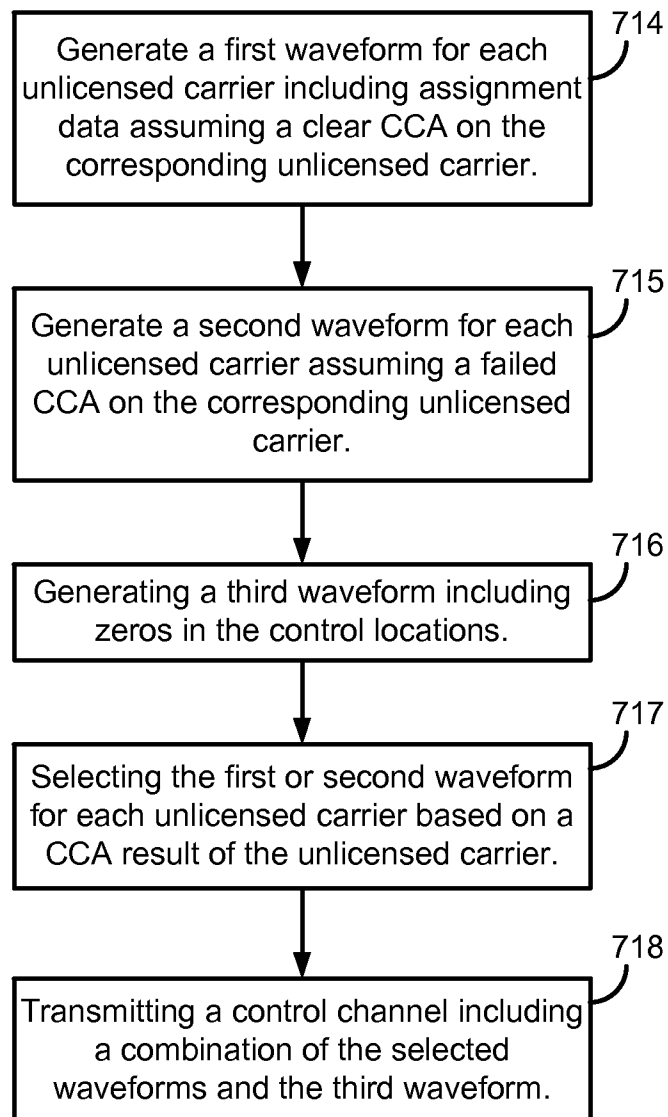 714
Generate a first waveform for each
unlicensed carrier including assignment
data assuming a clear CCA on the
corresponding unlicensed carrier.
715
Generate a second waveform for each
unlicensed carrier assuming a failed
CCA on the corresponding unlicensed
carrier.
716
Generating a third waveform including
zeros in the control locations.
717
Selecting the first or second waveform
for each unlicensed carrier based on a
CCA result of the unlicensed carrier.
718
Transmitting a control channel including
a combination of the selected
waveforms and the third waveform.